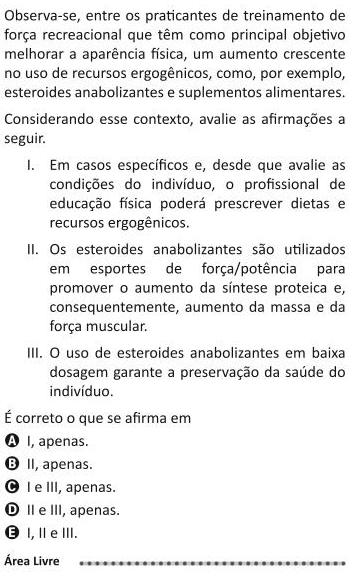 Observa-se, entre os praticantes de treinamento de
força recreacional que têm como principal objetivo
melhorar a aparência física, um aumento crescente
no uso de recursos ergogênicos, como, por exemplo,
esteroides anabolizantes e suplementos alimentares.
Considerando esse contexto, avalie as afirmações a
seguir.
I. Em casos específicos e, desde que avalie as
condições do indivíduo, o profissional de
educação física poderá prescrever dietas e
recursos ergogênicos.
II. Os esteroides anabolizantes são utilizados
em esportes de força/potência para
promover o aumento da síntese proteica e,
consequentemente, aumento da massa e da
força muscular.
III. O uso de esteroides anabolizantes em baixa
dosagem garante a preservação da saúde do
indivíduo.
É correto o que se afirma em
A I, apenas.
B II, apenas.
C I e III, apenas.
D II e III, apenas.
E I, II e III.
Área Livre